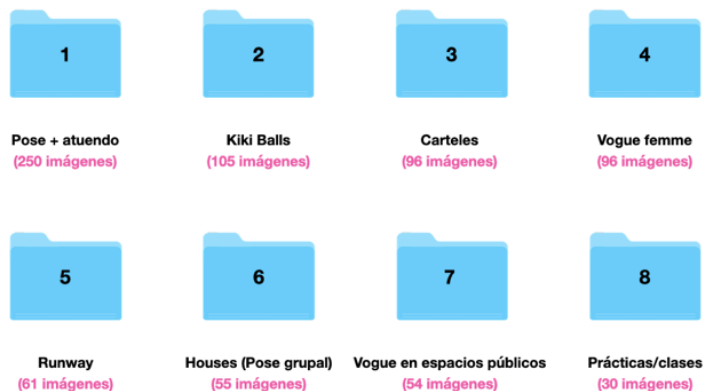 1
2
3
4
Pose + atuendo
(250 imágenes)
Kiki Balls
(105 imágenes)
Carteles
(96 imágenes)
Vogue femme
(96 imágenes)
5
6
7
8
Runway
(61 imágenes)
Houses (Pose grupal)
(55 imágenes)
Vogue en espacios públicos
(54 imágenes)
Prácticas/clases
(30 imágenes)